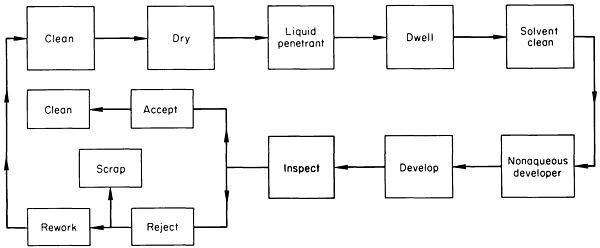 Clean
Dry
Liquid
penetrant
Dwell
Solvent
clean
Clean
Accept
Inspect
Develop
Nonaqueous
developer
Scrap
Rework
Reject